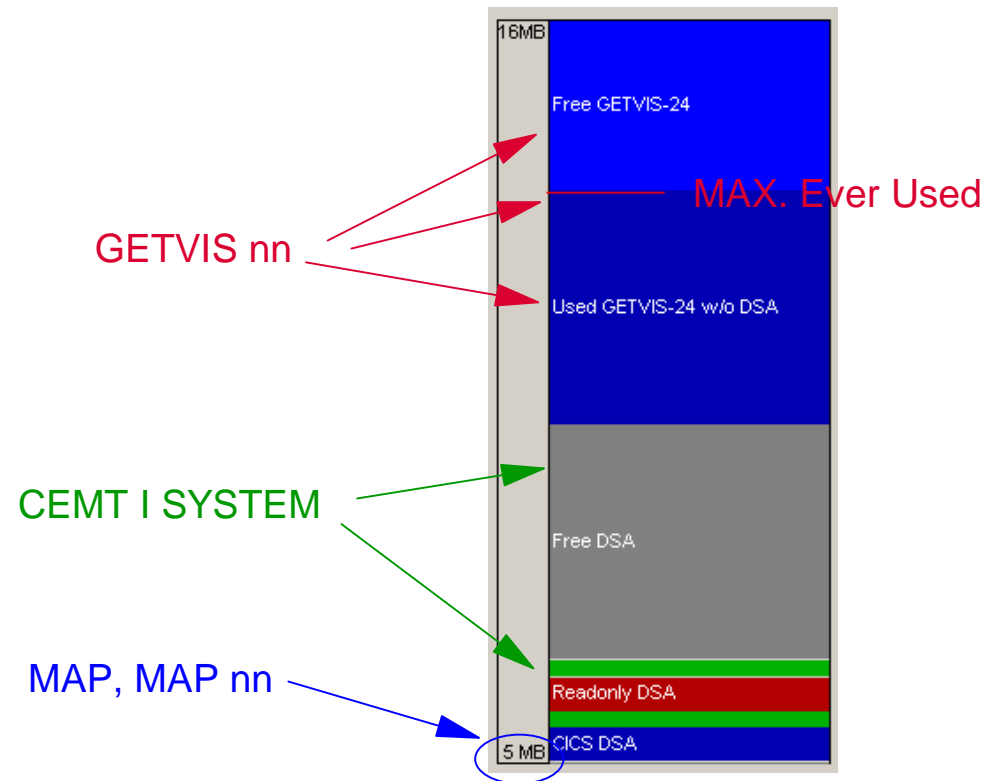 16MB
Free GETVIS-24
MAX. Ever Used
GETVIS nn
Used GETVIS-24 w/o DSA
CEMT I SYSTEM
Free DSA
MAP, MAP nn
Readonly DSA
5 MB
CICS DSA